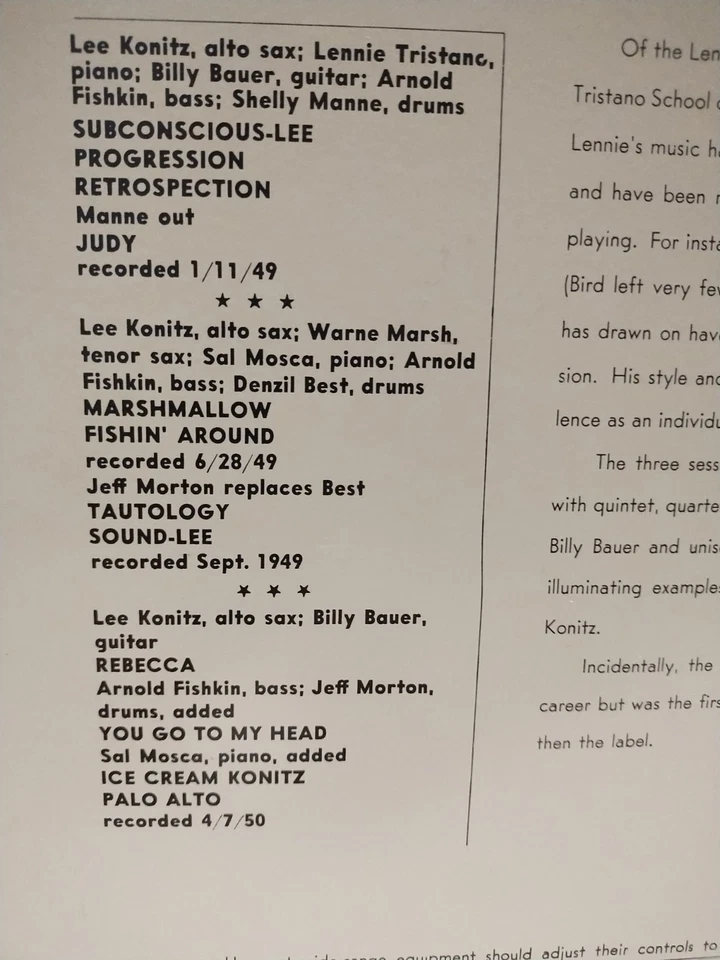 Lee Konitz, alto sax; Lennie Tristano,
piano; Billy Bauer, guitar; Arnold
Fishkin, bass; Shelly Manne, drums
SUBCONSCIOUS-LEE
PROGRESSION
RETROSPECTION
Manne out
JUDY
recorded 1/11/49
★ ★ ★
Lee Konitz, alto sax; Warne Marsh,
tenor sax; Sal Mosca, piano; Arnold
Fishkin, bass; Denzil Best, drums
MARSHMALLOW
FISHIN' AROUND
recorded 6/28/49
Jeff Morton replaces Best
TAUTOLOGY
SOUND-LEE
recorded Sept. 1949
★ ★ ★
Lee Konitz, alto sax; Billy Bauer,
guitar
REBECCA
Arnold Fishkin, bass; Jeff Morton,
drums, added
YOU GO TO MY HEAD
Sal Mosca, piano, added
ICE CREAM KONITZ
PALO ALTO
recorded 4/7/50
Of the Len
Tristano School
Lennie's music
and have been
playing. For
(Bird left very
has drawn on
sion. His style
lence as an
The three
with quintet,
Billy Bauer and
illuminating
Konitz.
Incidentally, the
career but was the
then the label.
equipment should adjust their controls to